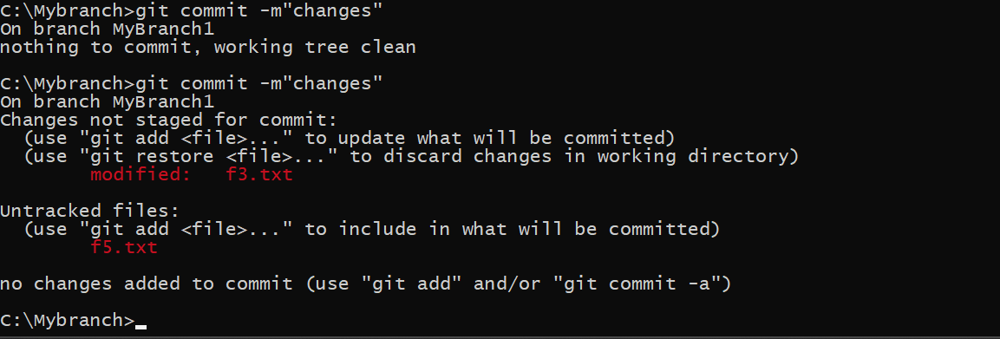 C:\Mybranch>git commit -m"changes"
On branch MyBranch1
nothing to commit, working tree clean
C:\Mybranch>git commit -m"changes"
On branch MyBranch1
Changes not staged for commit:
  (use "git add <file>..." to update what will be committed)
  (use "git restore <file>..." to discard changes in working directory)
        modified:   f3.txt
Untracked files:
  (use "git add <file>..." to include in what will be committed)
        f5.txt
no changes added to commit (use "git add" and/or "git commit -a")
C:\Mybranch>